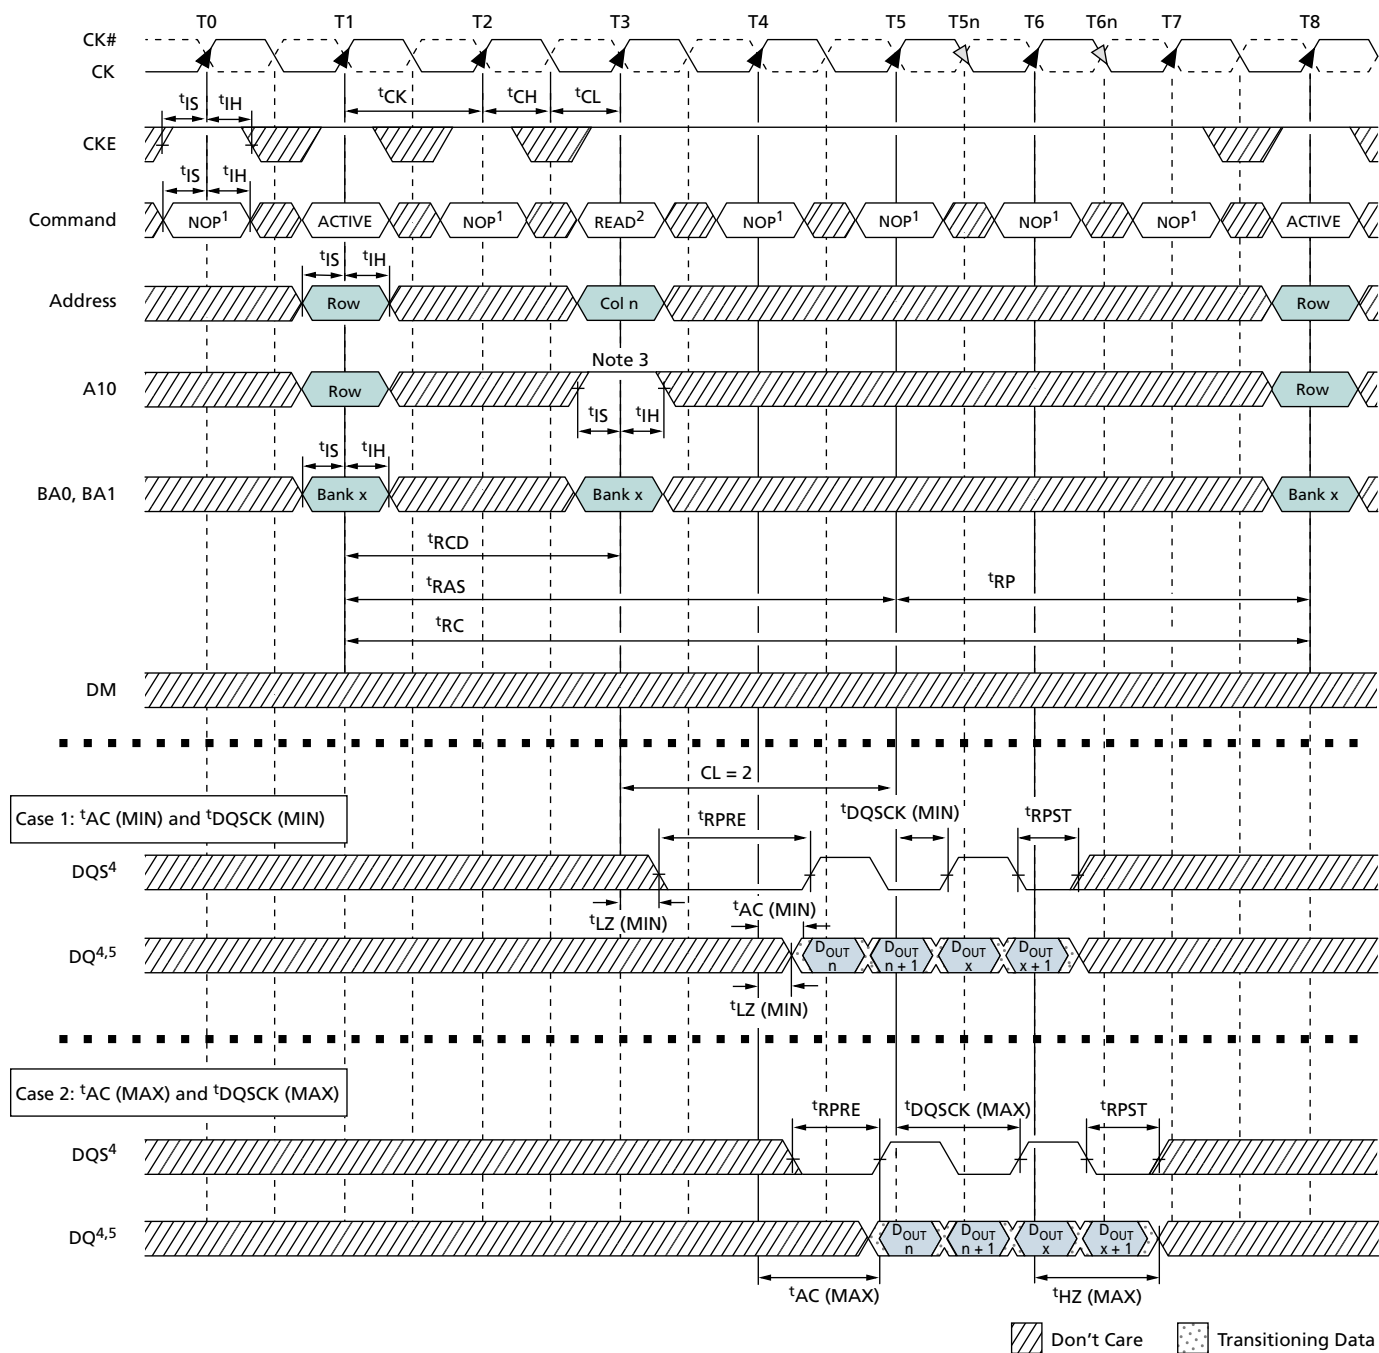 T0 T1 T2 T3 T4 T5 T5n T6 T6n T7 T8
CK#
CK
tIS tIH tCK tCH tCL
CKE
tIS tIH
Command NOP1 ACTIVE NOP1 READ2 NOP1 NOP1 NOP1 NOP1 ACTIVE
tIS tIH
Address Row Col n Row
Note 3
A10 Row Row
tIS tIH
tIS tIH
BA0, BA1 Bank x Bank x Bank x
tRCD
tRAS tRP
tRC
DM
CL = 2
Case 1: tAC (MIN) and tDQSCK (MIN)
tRPRE tDQSCK (MIN) tRPST
DQS4
tLZ (MIN) tAC (MIN)
DQ4,5 DOUT n DOUT n + 1 DOUT x DOUT x + 1
tLZ (MIN)
Case 2: tAC (MAX) and tDQSCK (MAX)
tRPRE tDQSCK (MAX) tRPST
DQS4
DQ4,5 DOUT n DOUT n + 1 DOUT x DOUT x + 1
tAC (MAX) tHZ (MAX)
Don't Care Transitioning Data